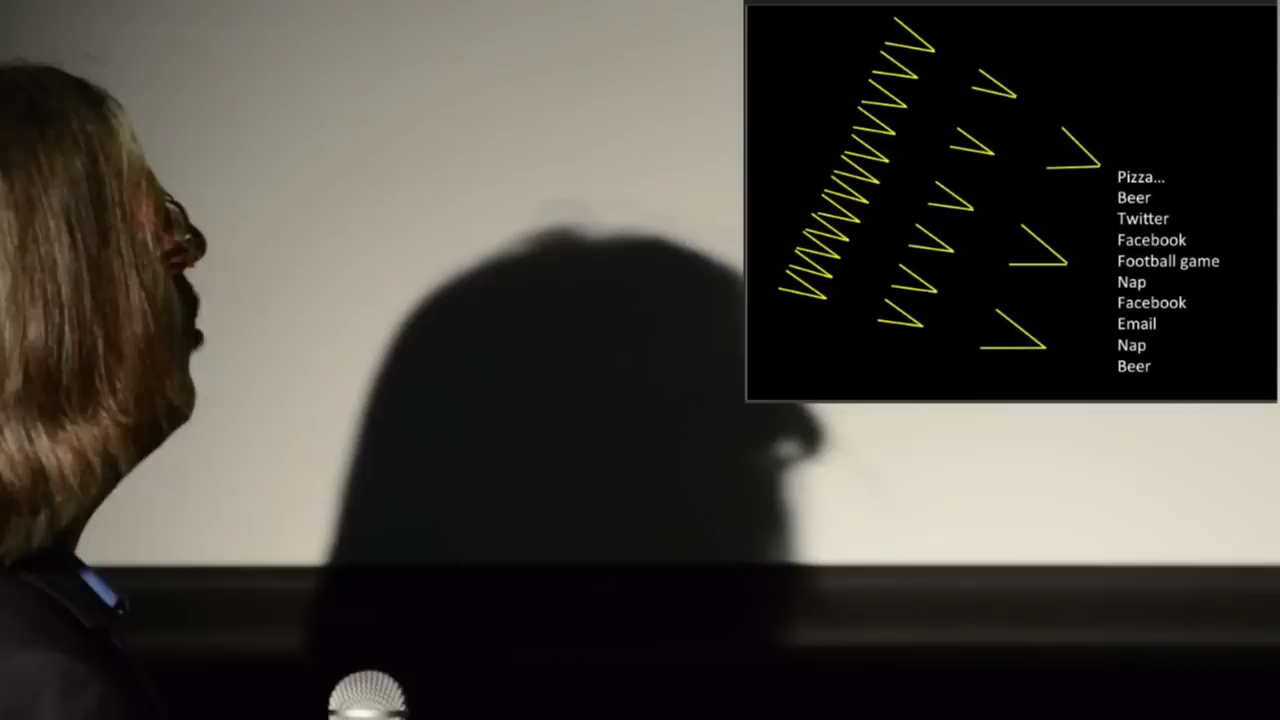 Pizza...
Beer
Twitter
Facebook
Football game
Nap
Facebook
Email
Nap
Beer